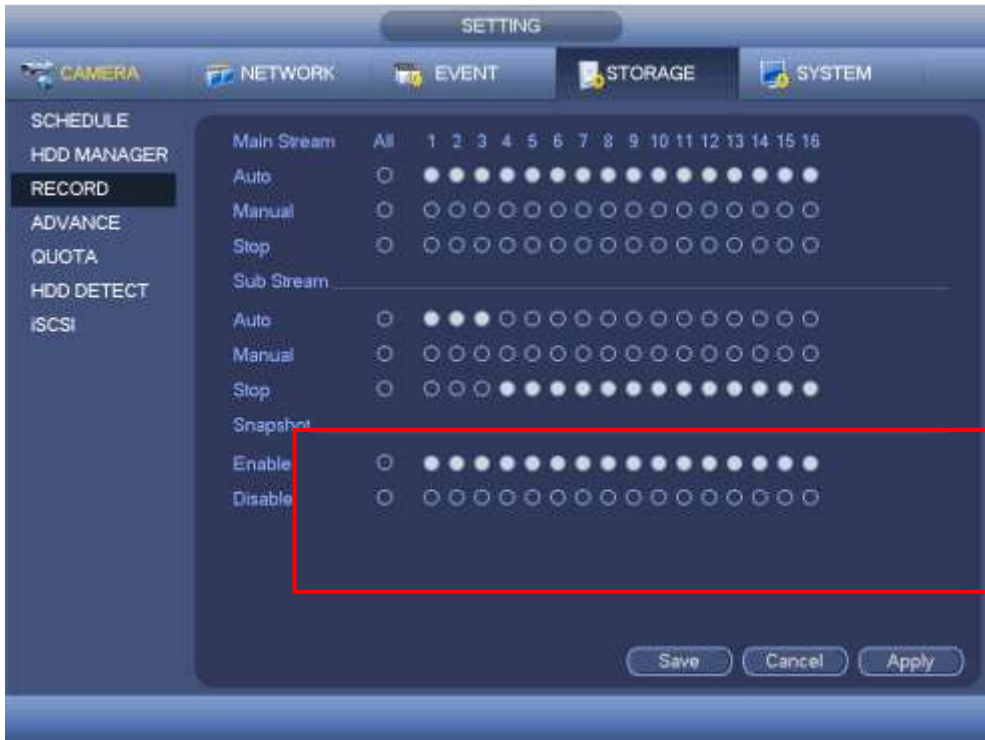 SETTING
CAMERA NETWORK EVENT STORAGE SYSTEM
SCHEDULE
HDD MANAGER
RECORD
ADVANCE
QUOTA
HDD DETECT
iSCSI
Main Stream All 1 2 3 4 5 6 7 8 9 10 11 12 13 14 15 16
Auto
Manual
Stop
Sub Stream
Auto
Manual
Stop
Snapshot
Enable
Disable
Save Cancel Apply